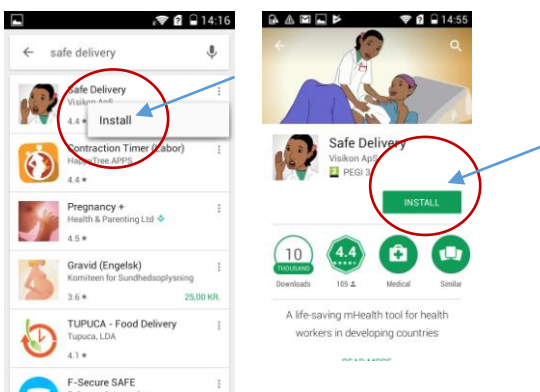 14:16
safe delivery
Safe Delivery
Visikon ApS
4.4 ★
Install
Contraction Timer (Labor)
HappyTree.APPS
4.4 ★
Pregnancy +
Health & Parenting Ltd
4.5 ★
Gravid (Engelsk)
Komiteen for Sundhedsoplysning
3.6 ★
25,00 KR.
TUPUCA - Food Delivery
Tupuca, LDA
4.1 ★
F-Secure SAFE
14:55
Safe Delivery
Visikon ApS
3 PEGI 3
INSTALL
10
THOUSAND
Downloads
4.4
105
Medical
Similar
A life-saving mHealth tool for health
workers in developing countries
READ MORE